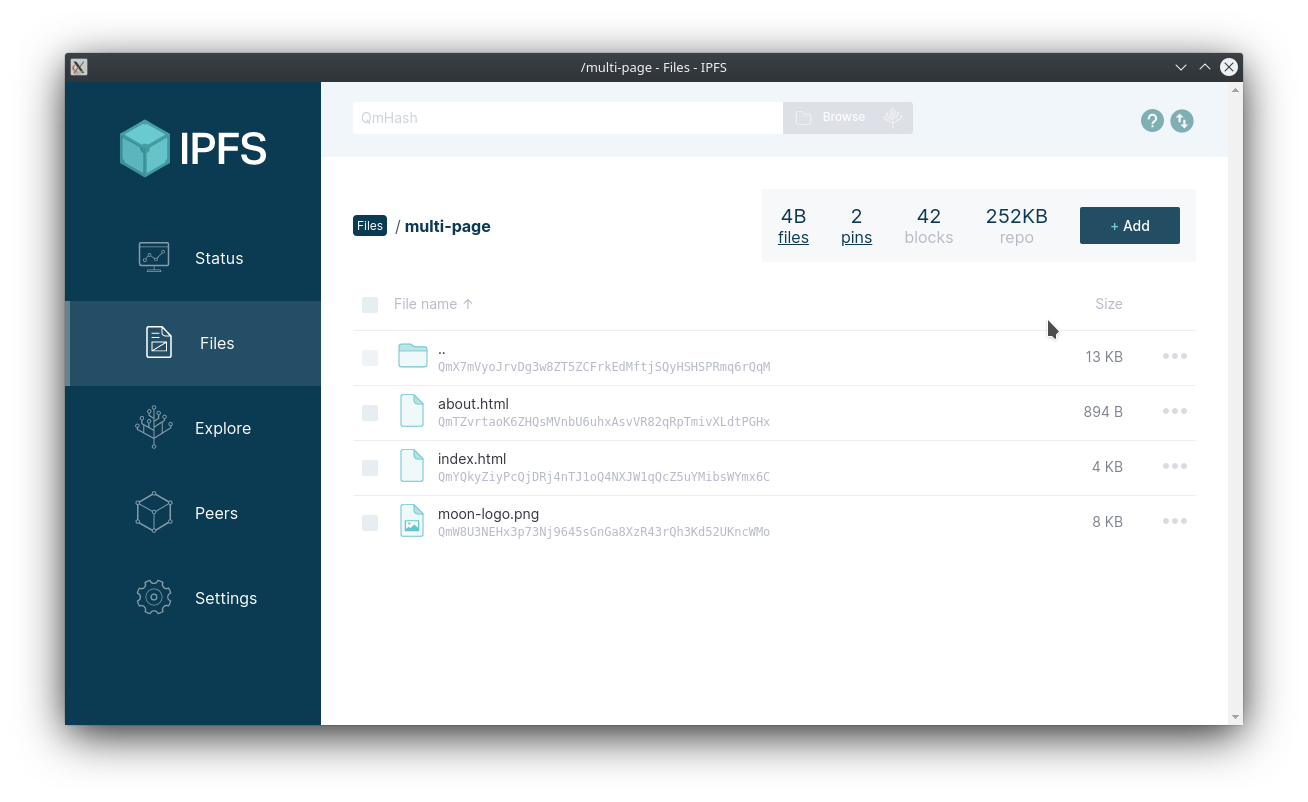 /multi-page - Files - IPFS
IPFS
QmHash
Browse
Files / multi-page
4B files
2 pins
42 blocks
252KB repo
+ Add
Status
Files
Explore
Peers
Settings
File name ↑ Size
..
QmX7mVyoJrvDg3w8ZT5ZCFrkEdMftjSQyHSHSPRmq6rQqM
13 KB
about.html
QmTZvrtaoK6ZHQsMVnbU6uhxAsvVR82qRpTmivXLdtPGHx
894 B
index.html
QmYQkyZiyPcQjDRj4nTJ1oQ4NXJW1qQcZ5uYMibsWYmx6C
4 KB
moon-logo.png
QmW8U3NEHx3p73Nj9645sGnGa8XzR43rQh3Kd52UKncWMo
8 KB